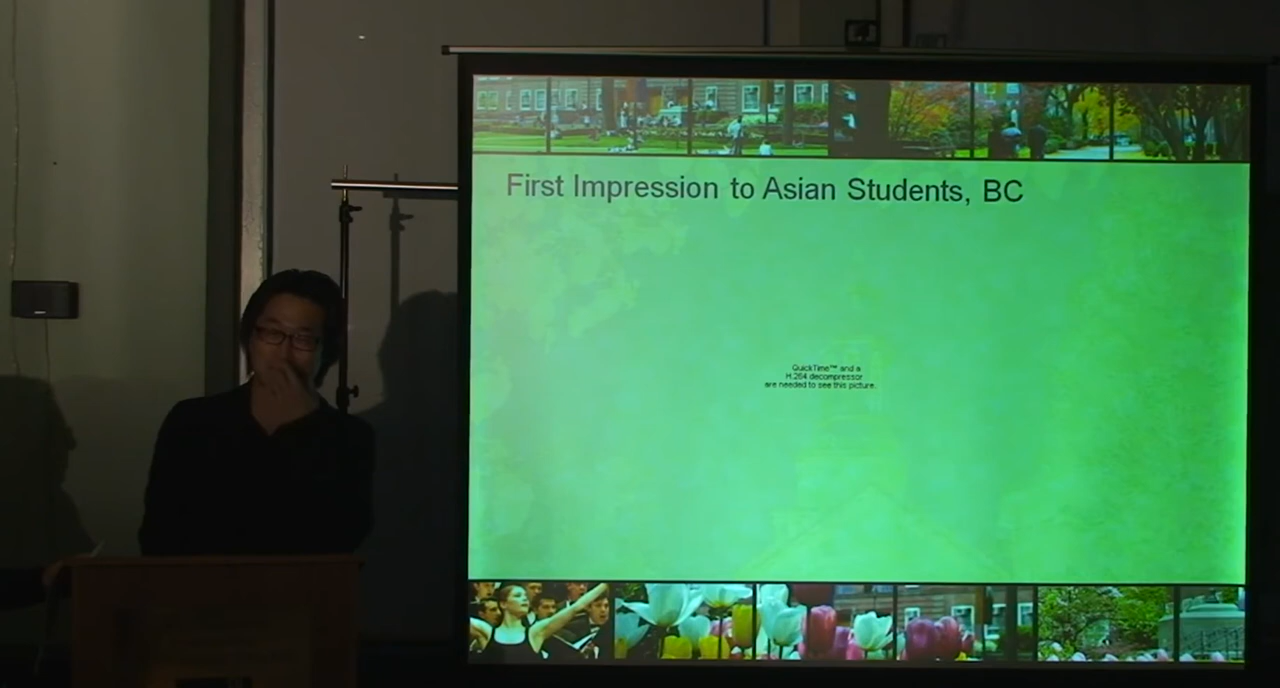 First Impression to Asian Students, BC
QuickTime™ and a
H.264 decompressor
are needed to see this picture.